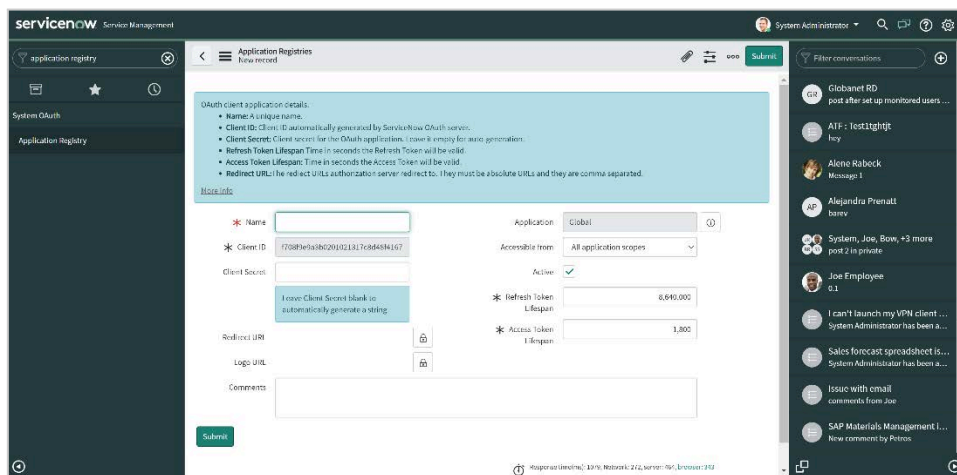 servicenow Service Management
System Administrator
application registry
System OAuth
Application Registry
Application Registries
New record
Submit
OAuth client application details.
Name: A unique name.
Client ID: Client ID automatically generated by ServiceNow OAuth server.
Client Secret: Client secret for the OAuth application. Leave it empty for auto-generation.
Refresh Token Lifespan Time in seconds the Refresh Token will be valid.
Access Token Lifespan: Time in seconds the Access Token will be valid.
Redirect URL: The redirect URLs authorization server redirect to. They must be absolute URLs and they are comma separated.
More Info
Name
Client ID
Client Secret
Leave Client Secret blank to
automatically generate a string
Redirect URL
Logo URL
Comments
Application Global
Accessible from All application scopes
Active
Refresh Token
Lifespan
8,640,000
Access Token
Lifespan
1,800
Submit
Filter conversations
GR Globanet RD
post after set up monitored users ...
ATF : Test1tghtjt
hey
Alene Rabeck
Message 1
AP Alejandra Prenatt
barev
System, Joe, Bow, +3 more
post 2 in private
Joe Employee
0.1
I can't launch my VPN client ...
System Administrator has been a...
Sales forecast spreadsheet is...
System Administrator has been a...
Issue with email
comments from Joe
SAP Materials Management i...
New comment by Petros